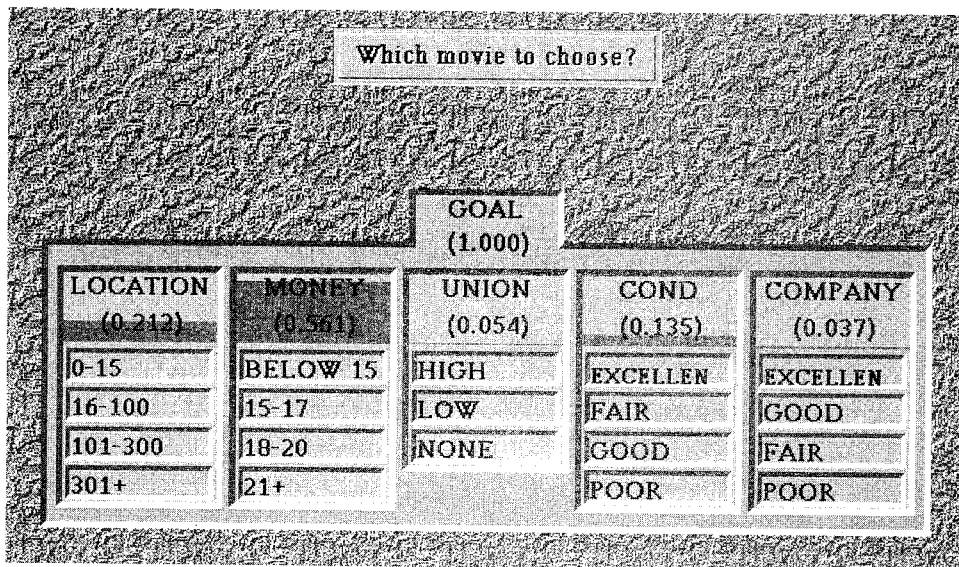 Which movie to choose?
GOAL
(1.000)
LOCATION
(0.212)
0-15
16-100
101-300
301+
MONEY
(0.561)
BELOW 15
15-17
18-20
21+
UNION
(0.054)
HIGH
LOW
NONE
COND
(0.135)
EXCELLEN
FAIR
GOOD
POOR
COMPANY
(0.037)
EXCELLEN
GOOD
FAIR
POOR